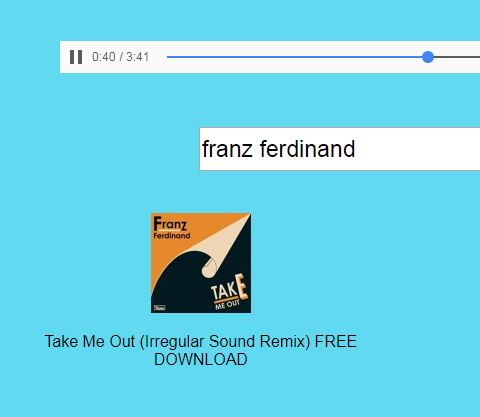 0:40 / 3:41
franz ferdinand
Franz
Ferdinand
TAKE
ME OUT
Take Me Out (Irregular Sound Remix) FREE
DOWNLOAD